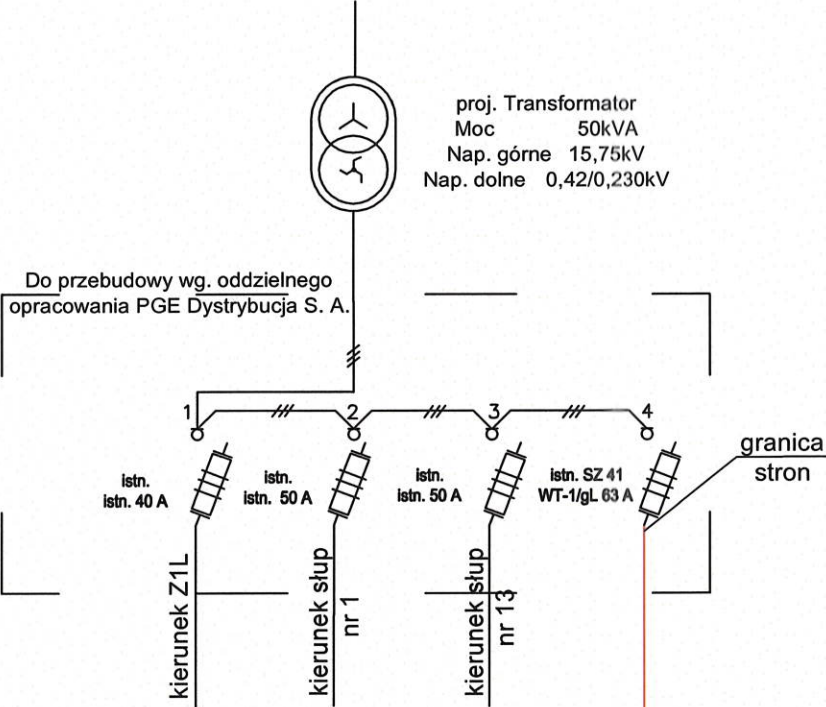 proj. Transformator
Moc 50kVA
Nap. górne 15,75kV
Nap. dolne 0,42/0,230kV
Do przebudowy wg. oddzielnego
opracowania PGE Dystrybucja S. A.
1 2 3 4
granica
stron
istn.
istn. 40 A
istn.
istn. 50 A
istn.
istn. 50 A
istn. SZ 41
WT-1/gL 63 A
kierunek Z1L
kierunek słup
nr 1
kierunek słup
nr 13